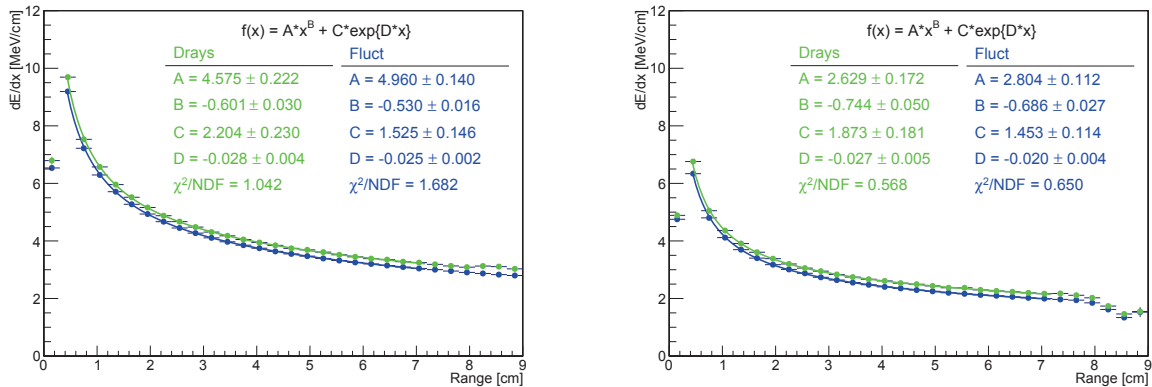 f(x) = A*x^B + C*exp{D*x}
Drays Fluct
A = 4.575 ± 0.222 A = 4.960 ± 0.140
B = -0.601 ± 0.030 B = -0.530 ± 0.016
C = 2.204 ± 0.230 C = 1.525 ± 0.146
D = -0.028 ± 0.004 D = -0.025 ± 0.002
χ²/NDF = 1.042 χ²/NDF = 1.682
dE/dx [MeV/cm]
12
10
8
6
4
2
0
0 1 2 3 4 5 6 7 8 9
Range [cm]
f(x) = A*x^B + C*exp{D*x}
Drays Fluct
A = 2.629 ± 0.172 A = 2.804 ± 0.112
B = -0.744 ± 0.050 B = -0.686 ± 0.027
C = 1.873 ± 0.181 C = 1.453 ± 0.114
D = -0.027 ± 0.005 D = -0.020 ± 0.004
χ²/NDF = 0.568 χ²/NDF = 0.650
dE/dx [MeV/cm]
12
10
8
6
4
2
0
0 1 2 3 4 5 6 7 8 9
Range [cm]